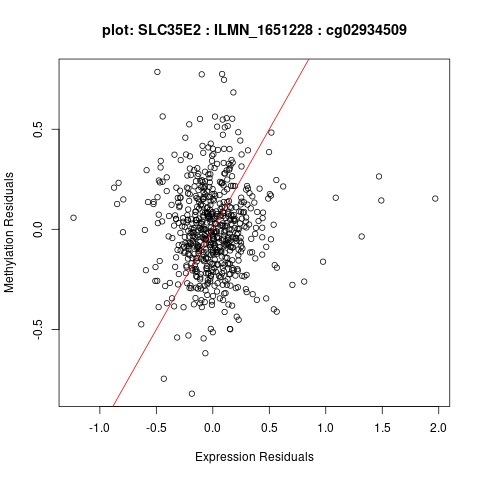 plot: SLC35E2 : ILMN_1651228 : cg02934509
Methylation Residuals
0.5
0.0
-0.5
-1.0 -0.5 0.0 0.5 1.0 1.5 2.0
Expression Residuals